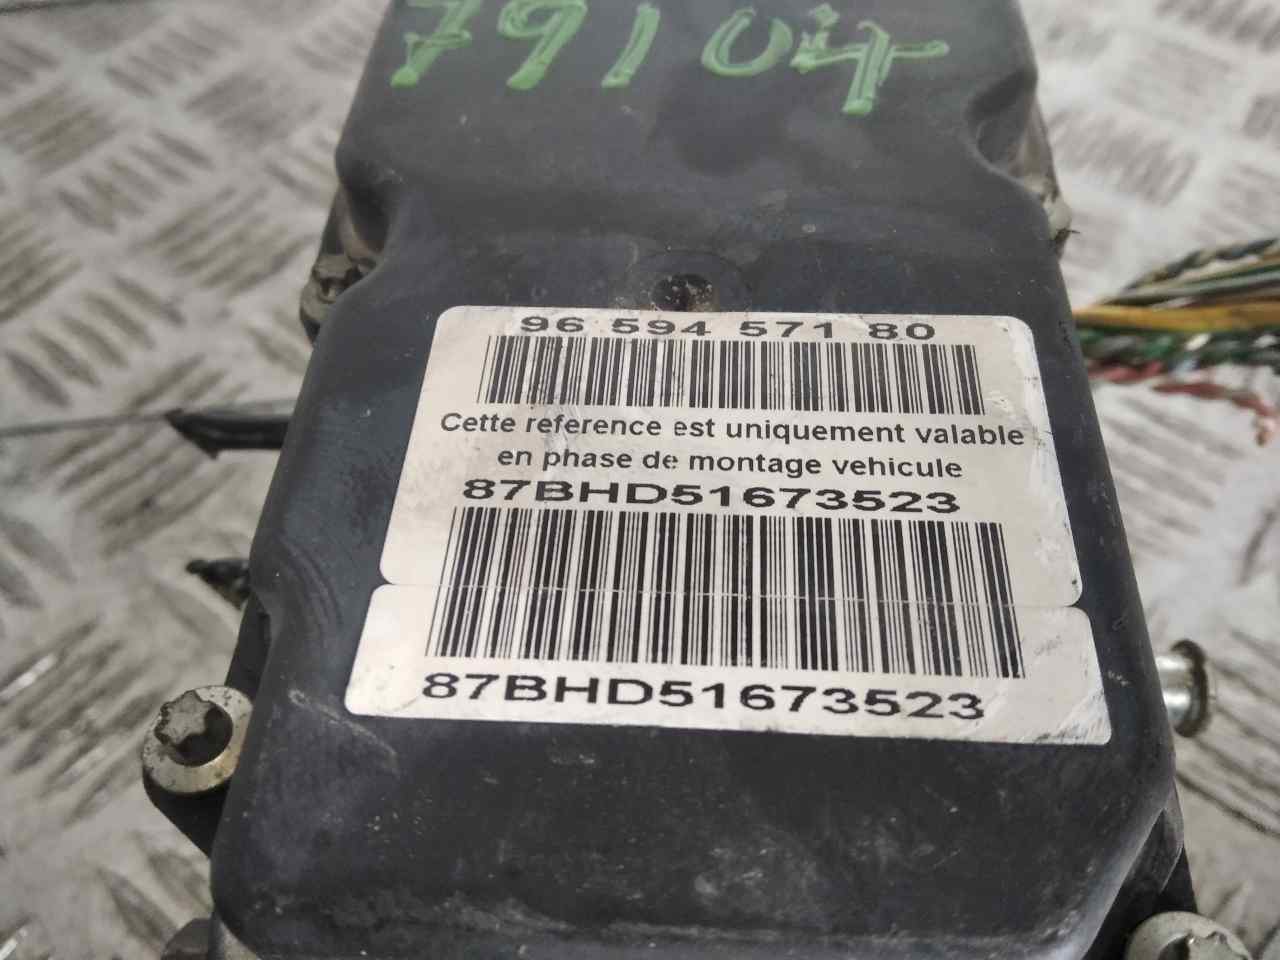 79104
96 594 571 80
Cette reference est uniquement valable
en phase de montage vehicule
87BHD51673523
87BHD51673523